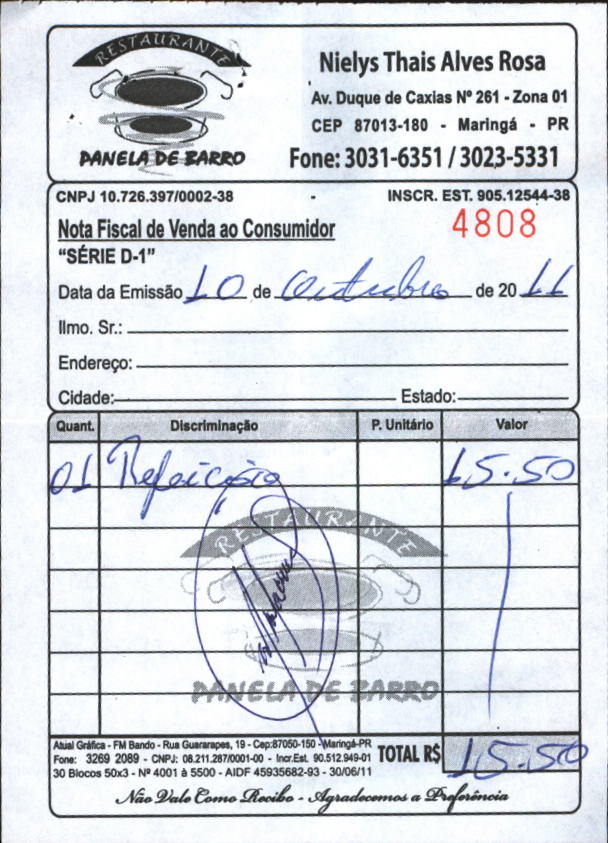 RESTAURANTE
PANELA DE BARRO
Nielys Thais Alves Rosa
Av. Duque de Caxias Nº 261 - Zona 01
CEP 87013-180 - Maringá - PR
Fone: 3031-6351 / 3023-5331
CNPJ 10.726.397/0002-38 - INSCR. EST. 905.12544-38
Nota Fiscal de Venda ao Consumidor
4808
"SÉRIE D-1"
Data da Emissão 10 de Outubro de 2011
Ilmo. Sr.:
Endereço:
Cidade: Estado:
Quant. Discriminação P. Unitário Valor
01 Refeição 15.50
RESTAURANTE
PANELA DE BARRO
Atual Gráfica - FM Bando - Rua Guararapes, 19 - Cep:87050-150 - Maringá-PR
Fone: 3269 2089 - CNPJ: 08.211.287/0001-00 - Incr.Est. 90.512.949-01
30 Blocos 50x3 - Nº 4001 à 5500 - AIDF 45935682-93 - 30/06/11
TOTAL R$ 15.50
Não Vale Como Recibo - Agradecemos a Preferência